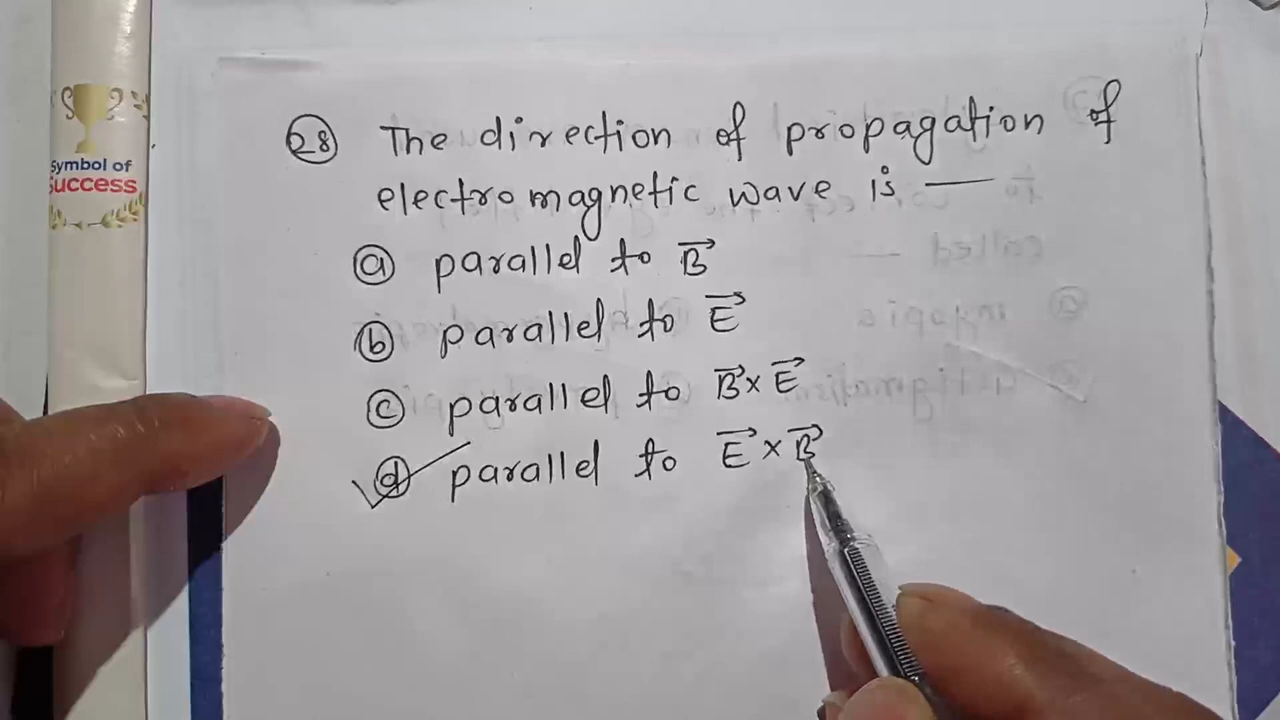 Symbol of
Success
28 The direction of propagation of
electromagnetic wave is —
a parallel to B⃗
b parallel to E⃗
c parallel to B⃗ × E⃗
d parallel to E⃗ × B⃗